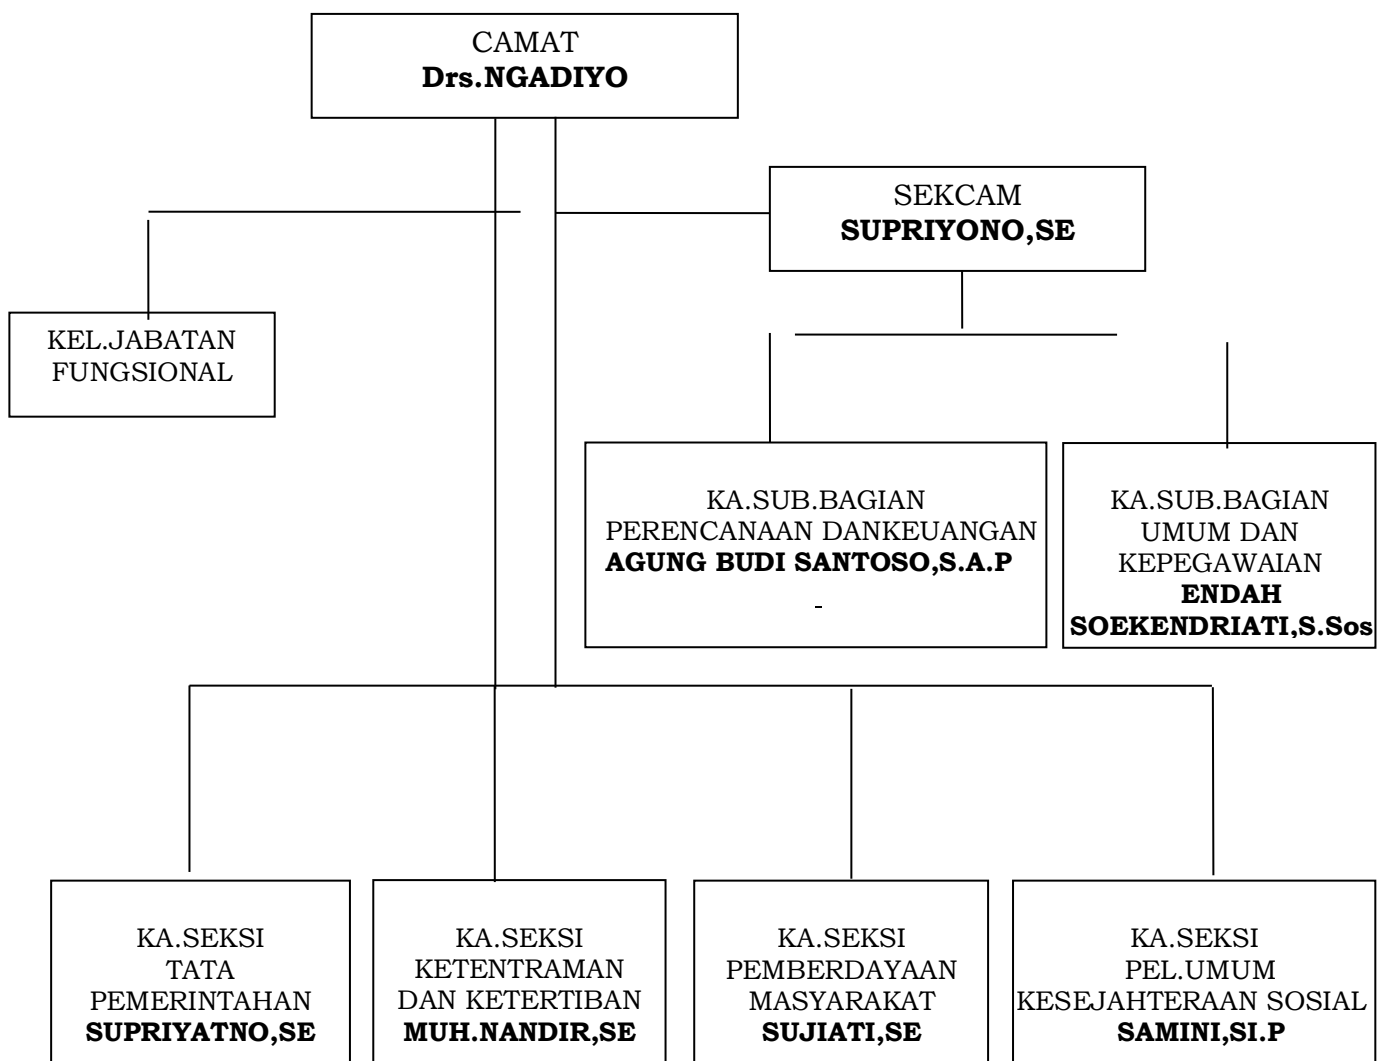 CAMAT
Drs.NGADIYO
SEKCAM
SUPRIYONO,SE
KEL.JABATAN
FUNGSIONAL
KA.SUB.BAGIAN
PERENCANAAN DANKEUANGAN
AGUNG BUDI SANTOSO,S.A.P
-
KA.SUB.BAGIAN
UMUM DAN
KEPEGAWAIAN
ENDAH
SOEKENDRIATI,S.Sos
KA.SEKSI
TATA
PEMERINTAHAN
SUPRIYATNO,SE
KA.SEKSI
KETENTRAMAN
DAN KETERTIBAN
MUH.NANDIR,SE
KA.SEKSI
PEMBERDAYAAN
MASYARAKAT
SUJIATI,SE
KA.SEKSI
PEL.UMUM
KESEJAHTERAAN SOSIAL
SAMINI,SI.P